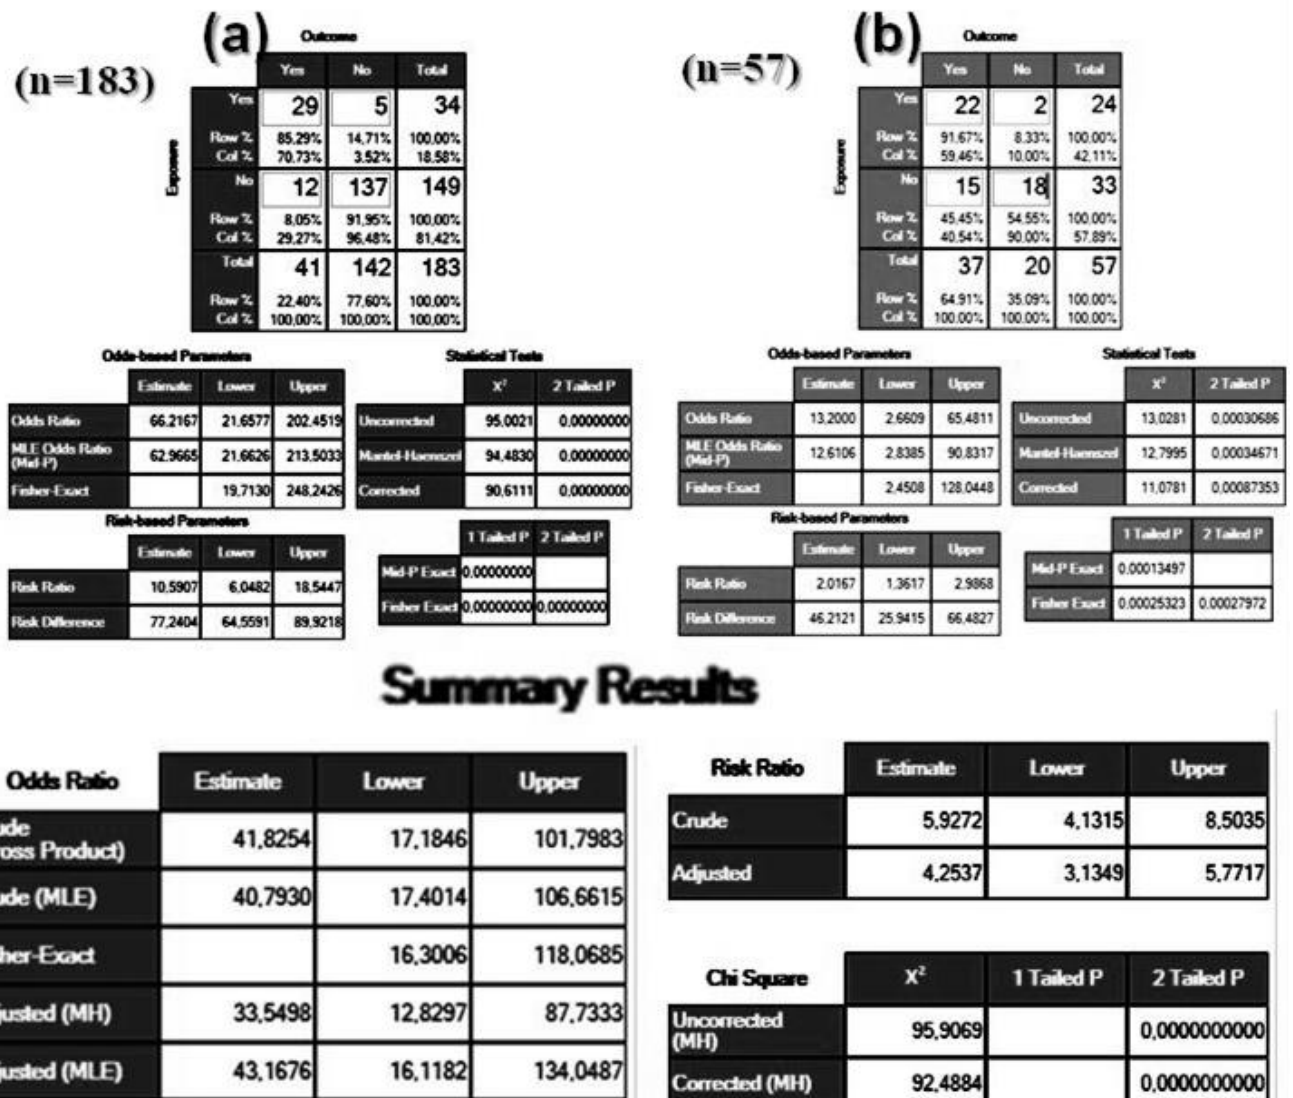 (a) Outcome
(n=183)
Yes No Total
Exposure
Yes 29 5 34
Row % 85,29% 14,71% 100,00%
Col % 70,73% 3,52% 18,58%
No 12 137 149
Row % 8,05% 91,95% 100,00%
Col % 29,27% 96,48% 81,42%
Total 41 142 183
Row % 22,40% 77,60% 100,00%
Col % 100,00% 100,00% 100,00%
Odds-based Parameters
Estimate Lower Upper
Odds Ratio 66,2167 21,6577 202,4519
MLE Odds Ratio (Mid-P) 62,9665 21,6626 213,5033
Fisher-Exact 19,7130 248,2426
Statistical Tests
X² 2 Tailed P
Uncorrected 95,0021 0,00000000
Mantel-Haenszel 94,4830 0,00000000
Corrected 90,6111 0,00000000
Risk-based Parameters
Estimate Lower Upper
Risk Ratio 10,5907 6,0482 18,5447
Risk Difference 77,2404 64,5591 89,9218
1 Tailed P 2 Tailed P
Mid-P Exact 0,00000000
Fisher Exact 0,00000000 0,00000000
(b) Outcome
(n=57)
Yes No Total
Exposure
Yes 22 2 24
Row % 91,67% 8,33% 100,00%
Col % 59,46% 10,00% 42,11%
No 15 18 33
Row % 45,45% 54,55% 100,00%
Col % 40,54% 90,00% 57,89%
Total 37 20 57
Row % 64,91% 35,09% 100,00%
Col % 100,00% 100,00% 100,00%
Odds-based Parameters
Estimate Lower Upper
Odds Ratio 13,2000 2,6609 65,4811
MLE Odds Ratio (Mid-P) 12,6106 2,8385 90,8317
Fisher-Exact 2,4508 128,0448
Statistical Tests
X² 2 Tailed P
Uncorrected 13,0281 0,00030686
Mantel-Haenszel 12,7995 0,00034671
Corrected 11,0781 0,00087353
Risk-based Parameters
Estimate Lower Upper
Risk Ratio 2,0167 1,3617 2,9868
Risk Difference 46,2121 25,9415 66,4827
1 Tailed P 2 Tailed P
Mid-P Exact 0,00013497
Fisher Exact 0,00025323 0,00027972
Summary Results
Odds Ratio Estimate Lower Upper
ude
oss Product) 41,8254 17,1846 101,7983
ude (MLE) 40,7930 17,4014 106,6615
her-Exact 16,3006 118,0685
justed (MH) 33,5498 12,8297 87,7333
justed (MLE) 43,1676 16,1182 134,0487
Risk Ratio Estimate Lower Upper
Crude 5,9272 4,1315 8,5035
Adjusted 4,2537 3,1349 5,7717
Chi Square X² 1 Tailed P 2 Tailed P
Uncorrected
(MH) 95,9069 0,0000000000
Corrected (MH) 92,4884 0,0000000000